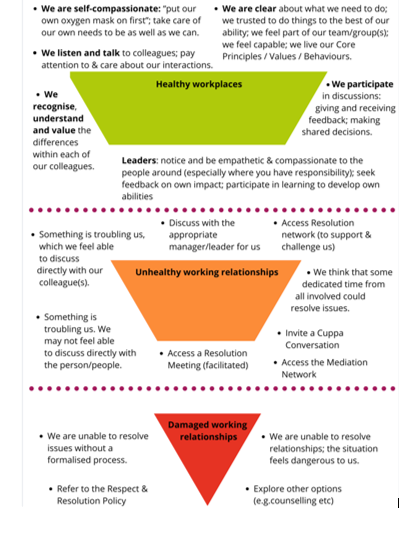 • We are self-compassionate: "put our
own oxygen mask on first"; take care of
our own needs to be as well as we can.
• We listen and talk to colleagues; pay
attention to & care about our interactions.
• We are clear about what we need to do;
we trusted to do things to the best of our
ability; we feel part of our team/group(s);
we feel capable; we live our Core
Principles / Values / Behaviours.
Healthy workplaces
• We
recognise,
understand
and value the
differences
within each of
our colleagues.
• We participate
in discussions:
giving and receiving
feedback; making
shared decisions.
Leaders: notice and be empathetic & compassionate to the
people around (especially where you have responsibility); seek
feedback on own impact; participate in learning to develop own
abilities
• Something is troubling us,
which we feel able
to discuss
directly with our
colleague(s).
• Discuss with the
appropriate
manager/leader for us
• Access Resolution
network (to support &
challenge us)
Unhealthy working relationships
• We think that some
dedicated time from
all involved could
resolve issues.
• Something is
troubling us. We
may not feel able
to discuss directly with
the person/people.
• Access a Resolution
Meeting (facilitated)
• Invite a Cuppa
Conversation
• Access the Mediation
Network
Damaged working
relationships
• We are unable to resolve
issues without a
formalised process.
• We are unable to resolve
relationships; the situation
feels dangerous to us.
• Refer to the Respect &
Resolution Policy
• Explore other options
(e.g.counselling etc)